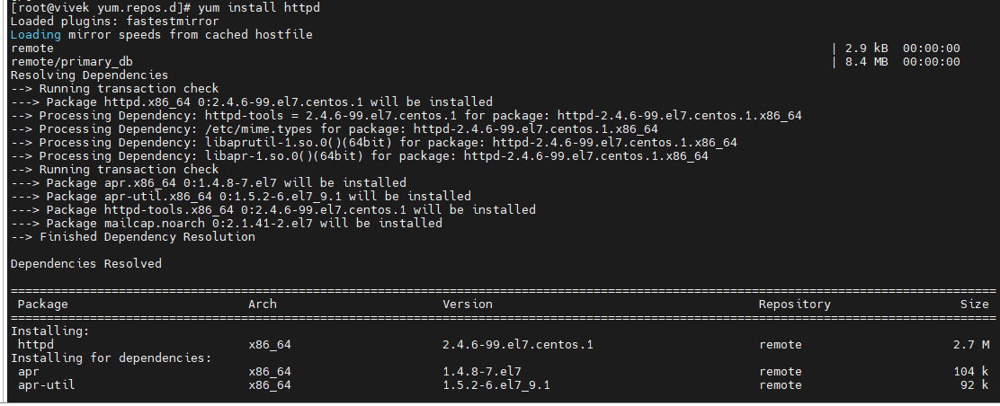 [root@vivek yum.repos.d]# yum install httpd
Loaded plugins: fastestmirror
Loading mirror speeds from cached hostfile
remote | 2.9 kB 00:00:00
remote/primary_db | 8.4 MB 00:00:00
Resolving Dependencies
--> Running transaction check
---> Package httpd.x86_64 0:2.4.6-99.el7.centos.1 will be installed
--> Processing Dependency: httpd-tools = 2.4.6-99.el7.centos.1 for package: httpd-2.4.6-99.el7.centos.1.x86_64
--> Processing Dependency: /etc/mime.types for package: httpd-2.4.6-99.el7.centos.1.x86_64
--> Processing Dependency: libaprutil-1.so.0()(64bit) for package: httpd-2.4.6-99.el7.centos.1.x86_64
--> Processing Dependency: libapr-1.so.0()(64bit) for package: httpd-2.4.6-99.el7.centos.1.x86_64
--> Running transaction check
---> Package apr.x86_64 0:1.4.8-7.el7 will be installed
---> Package apr-util.x86_64 0:1.5.2-6.el7_9.1 will be installed
---> Package httpd-tools.x86_64 0:2.4.6-99.el7.centos.1 will be installed
---> Package mailcap.noarch 0:2.1.41-2.el7 will be installed
--> Finished Dependency Resolution
Dependencies Resolved
Package Arch Version Repository Size
Installing:
httpd x86_64 2.4.6-99.el7.centos.1 remote 2.7 M
Installing for dependencies:
apr x86_64 1.4.8-7.el7 remote 104 k
apr-util x86_64 1.5.2-6.el7_9.1 remote 92 k